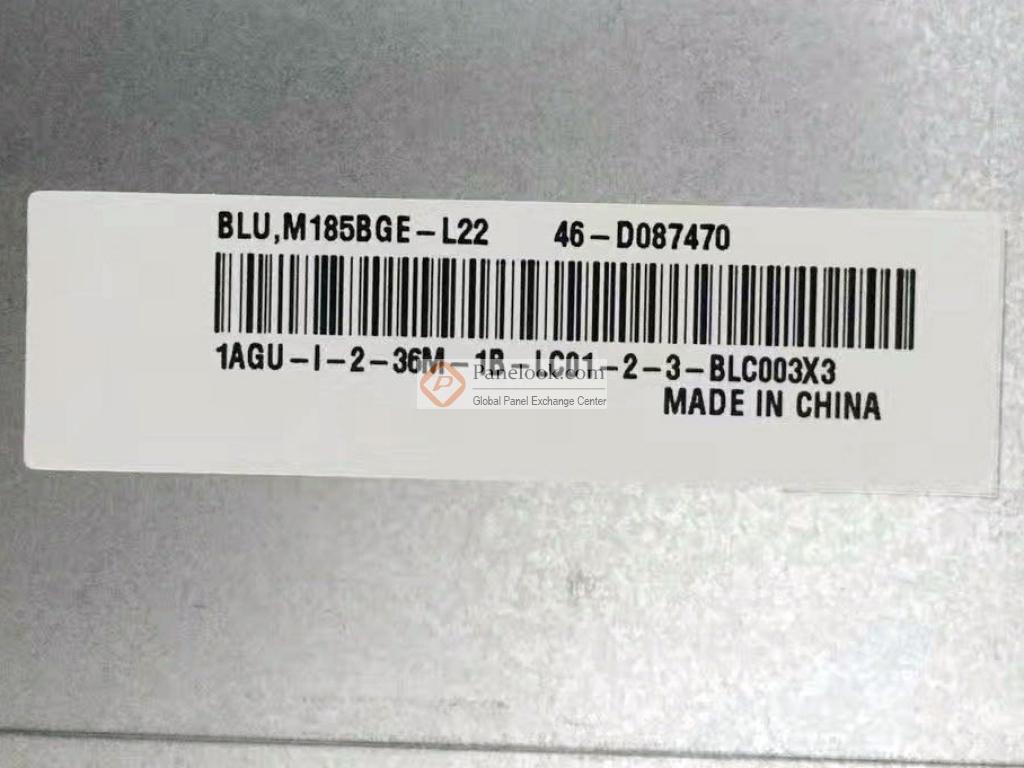 BLU,M185BGE-L22 46-D087470
1AGU-I-2-36M-1B-LC01-2-3-BLC003X3
Panelook.com
Global Panel Exchange Center
MADE IN CHINA